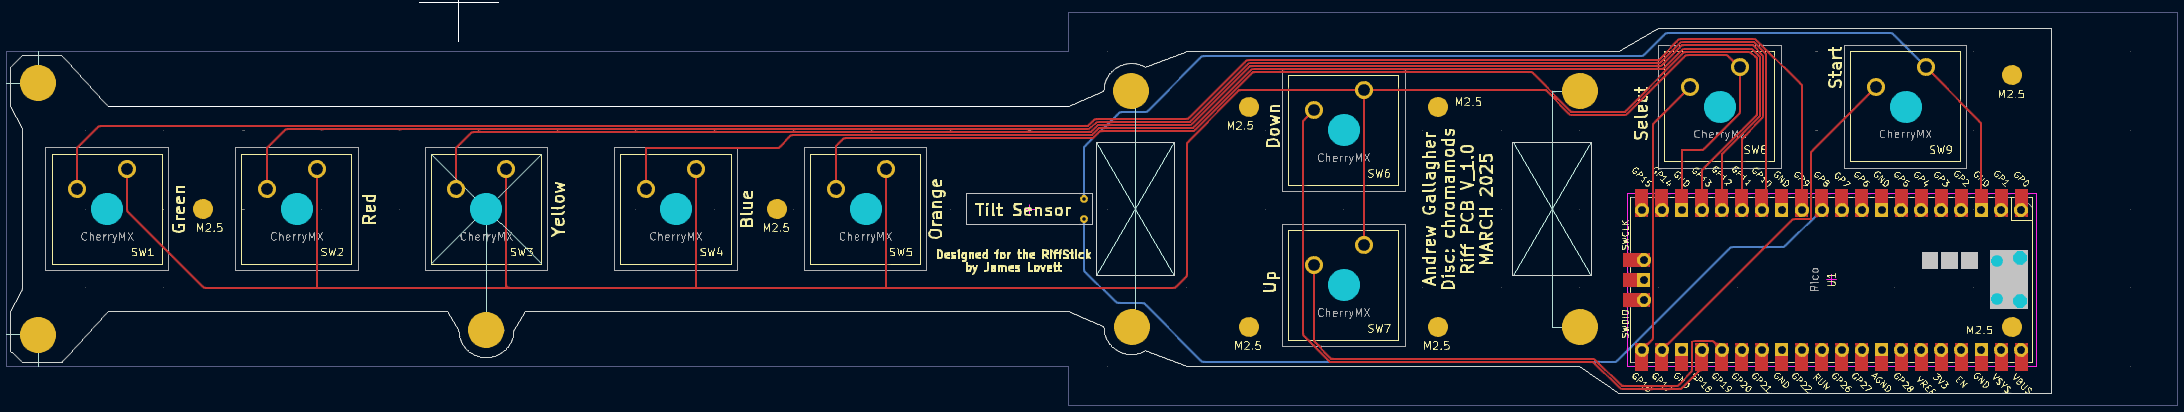 Green
CherryMX
SW1
M2.5
Red
CherryMX
SW2
Yellow
CherryMX
SW3
Blue
CherryMX
SW4
M2.5
Orange
CherryMX
SW5
Tilt Sensor
Designed for the RiffStick
by James Lovett
M2.5
Down
CherryMX
SW6
M2.5
Up
CherryMX
SW7
M2.5
M2.5
Andrew Gallagher
Disc: chromamods
Riff PCB V_1.0
MARCH 2025
Select
CherryMX
SW6
Start
CherryMX
SW9
M2.5
GP15
GP14
GP13
GP12
GP11
GP10
GND
GP9
GP8
GP7
GP6
GND
GP5
GP4
GP3
GP2
GND
GP1
GP0
SWCLK
SWDIO
Pico
U1
M2.5
GP16
GP17
GND
GP18
GP19
GP20
GP21
GND
GP22
RUN
GP26
GP27
AGND
GP28
VREF
3V3
EN
GND
VSYS
VBUS